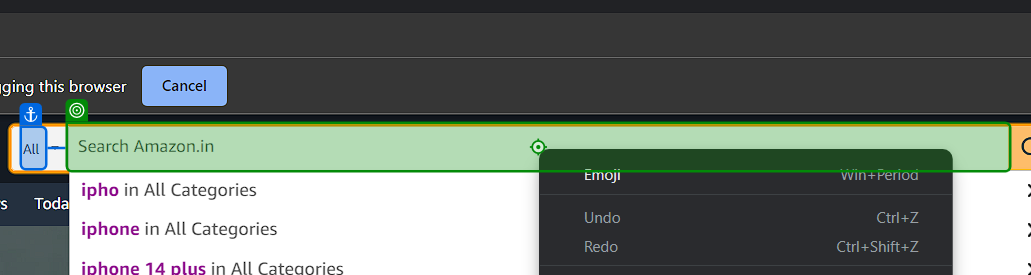 gging this browser Cancel
All Search Amazon.in
Emoji Win+Period
ipho in All Categories
Toda
Undo Ctrl+Z
iphone in All Categories
Redo Ctrl+Shift+Z
iphone 14 plus in All Categories